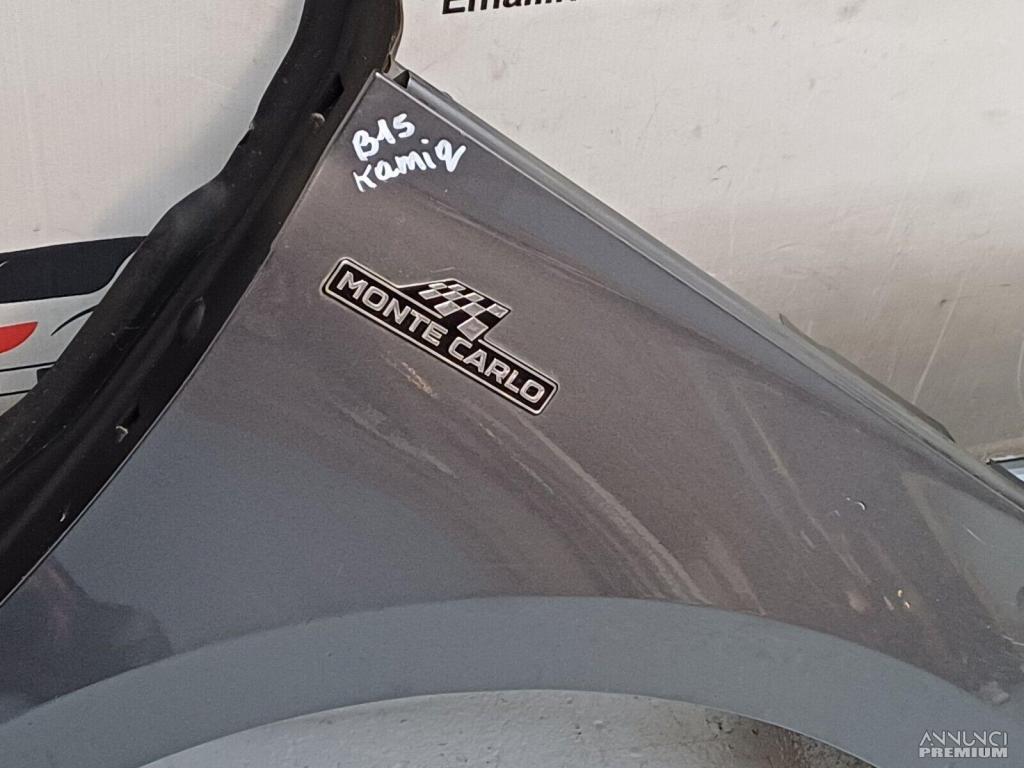 B15
Kamiq
MONTE CARLO
ANNUNCI
PREMIUM